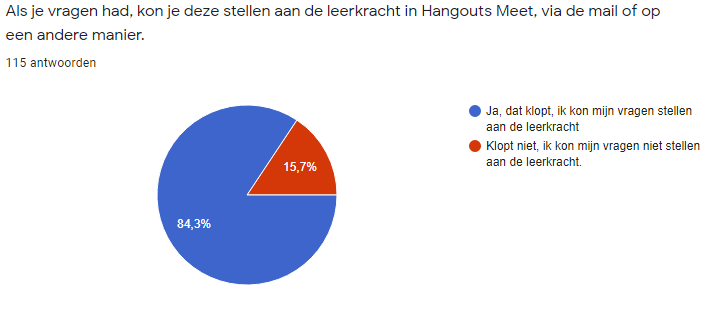 Als je vragen had, kon je deze stellen aan de leerkracht in Hangouts Meet, via de mail of op
een andere manier.
115 antwoorden
Ja, dat klopt, ik kon mijn vragen stellen
aan de leerkracht
Klopt niet, ik kon mijn vragen niet stellen
aan de leerkracht.
15,7%
84,3%